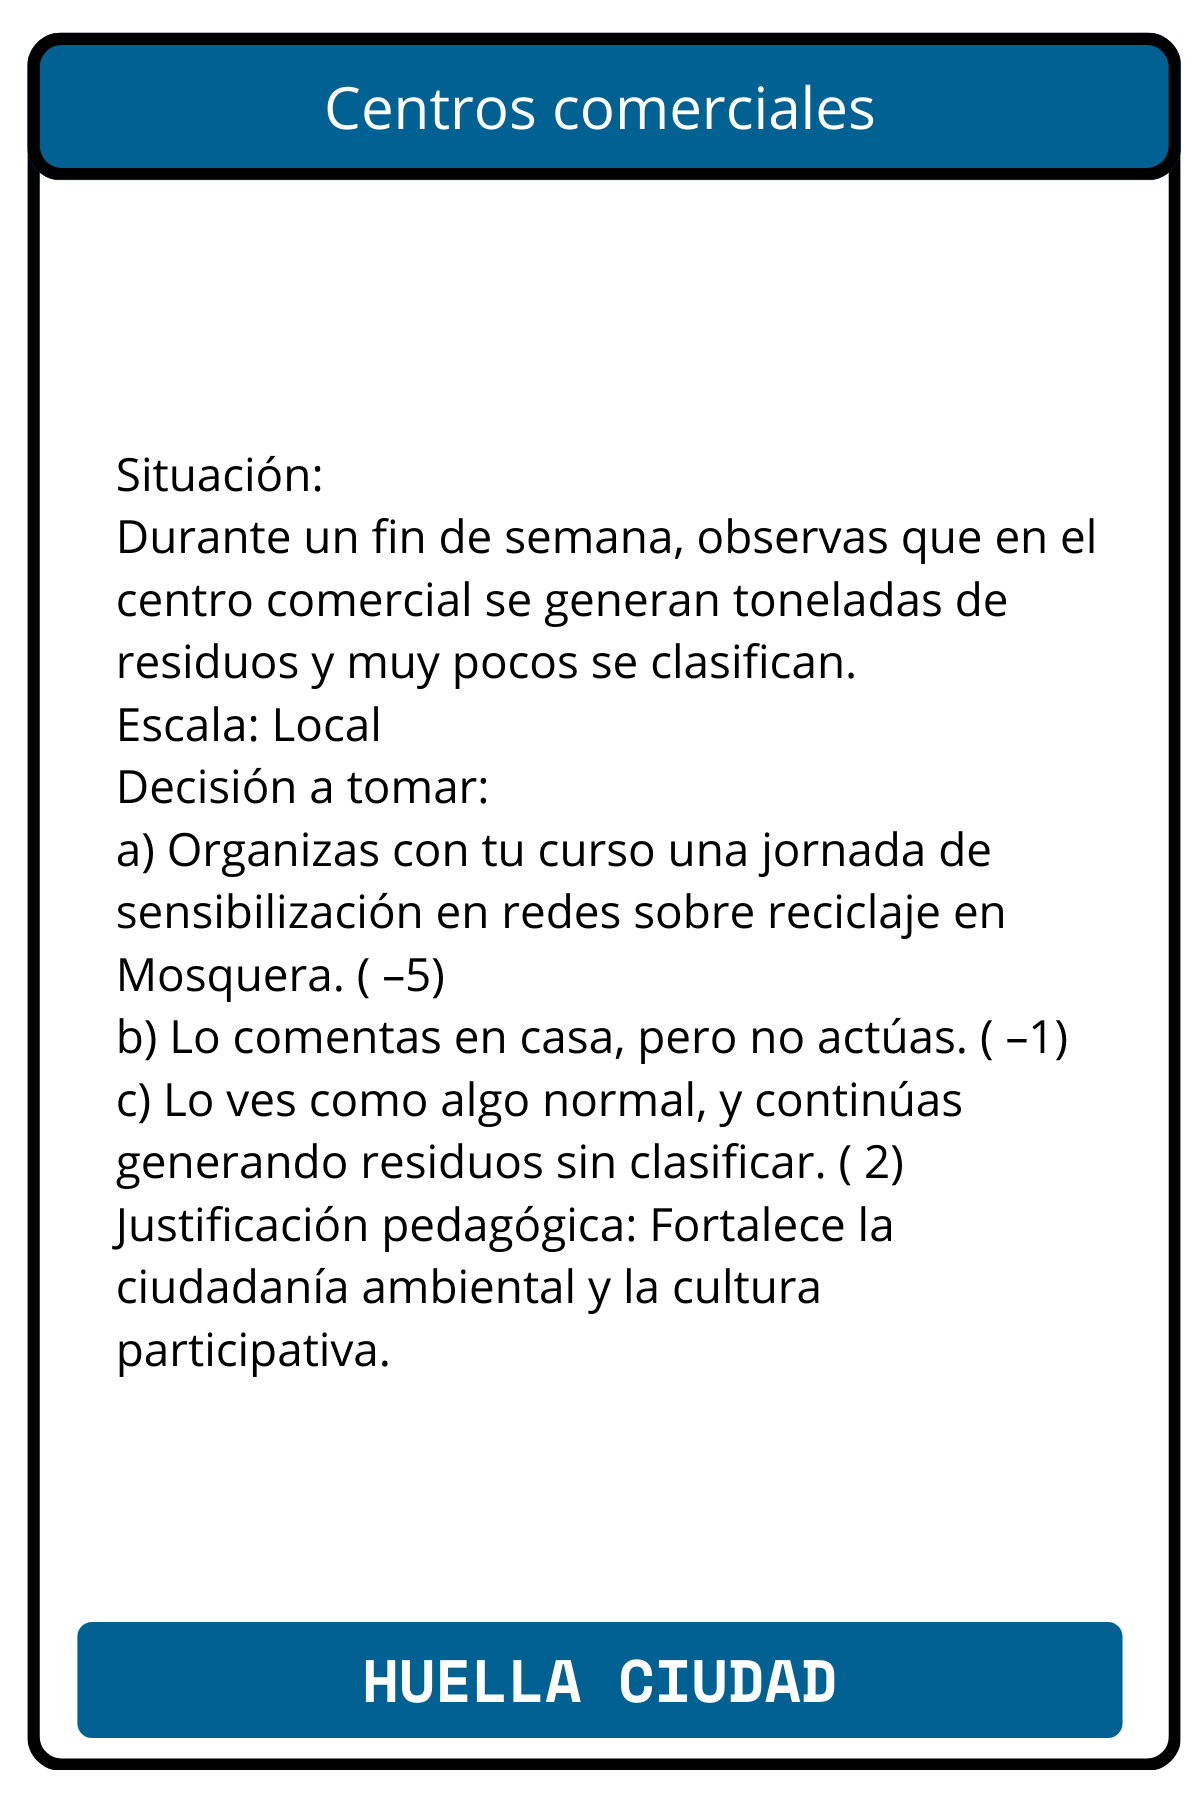 Centros comerciales
Situación:
Durante un fin de semana, observas que en el
centro comercial se generan toneladas de
residuos y muy pocos se clasifican.
Escala: Local
Decisión a tomar:
a) Organizas con tu curso una jornada de
sensibilización en redes sobre reciclaje en
Mosquera. ( –5)
b) Lo comentas en casa, pero no actúas. ( –1)
c) Lo ves como algo normal, y continúas
generando residuos sin clasificar. ( 2)
Justificación pedagógica: Fortalece la
ciudadanía ambiental y la cultura
participativa.
HUELLA CIUDAD